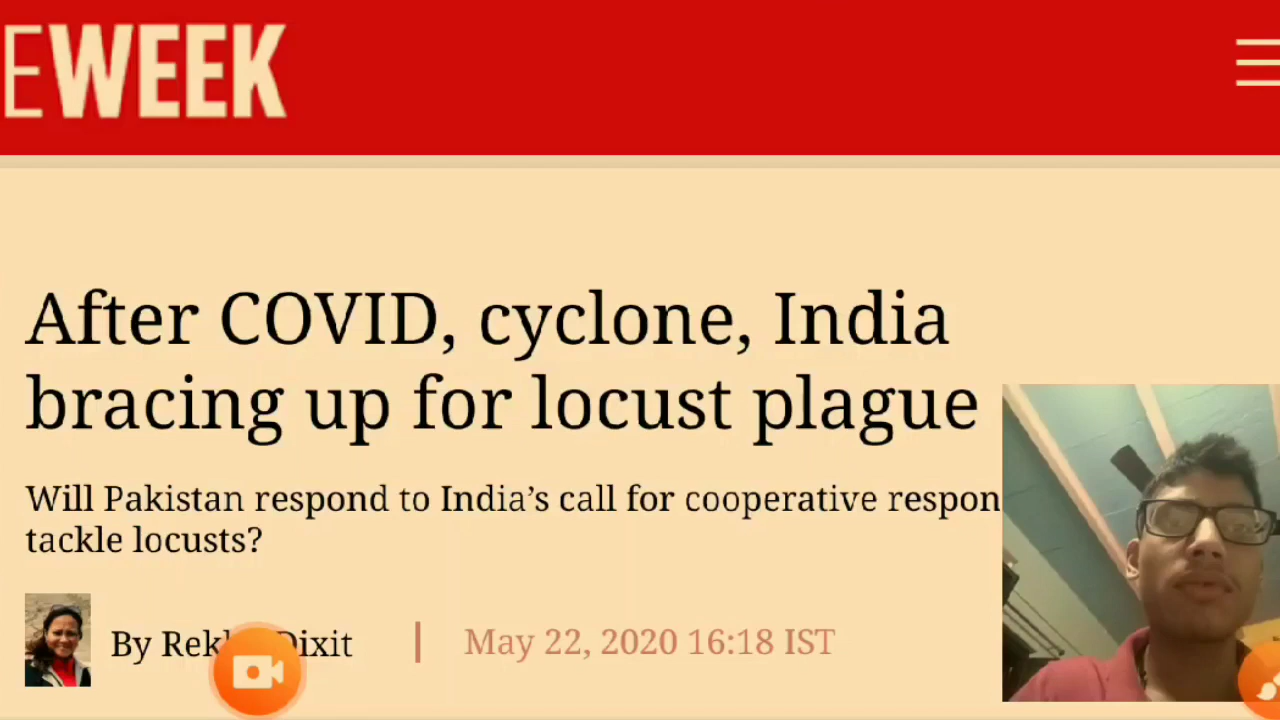 EWEEK
After COVID, cyclone, India
bracing up for locust plague
Will Pakistan respond to India’s call for cooperative respon
tackle locusts?
By Rek Dixit
May 22, 2020 16:18 IST